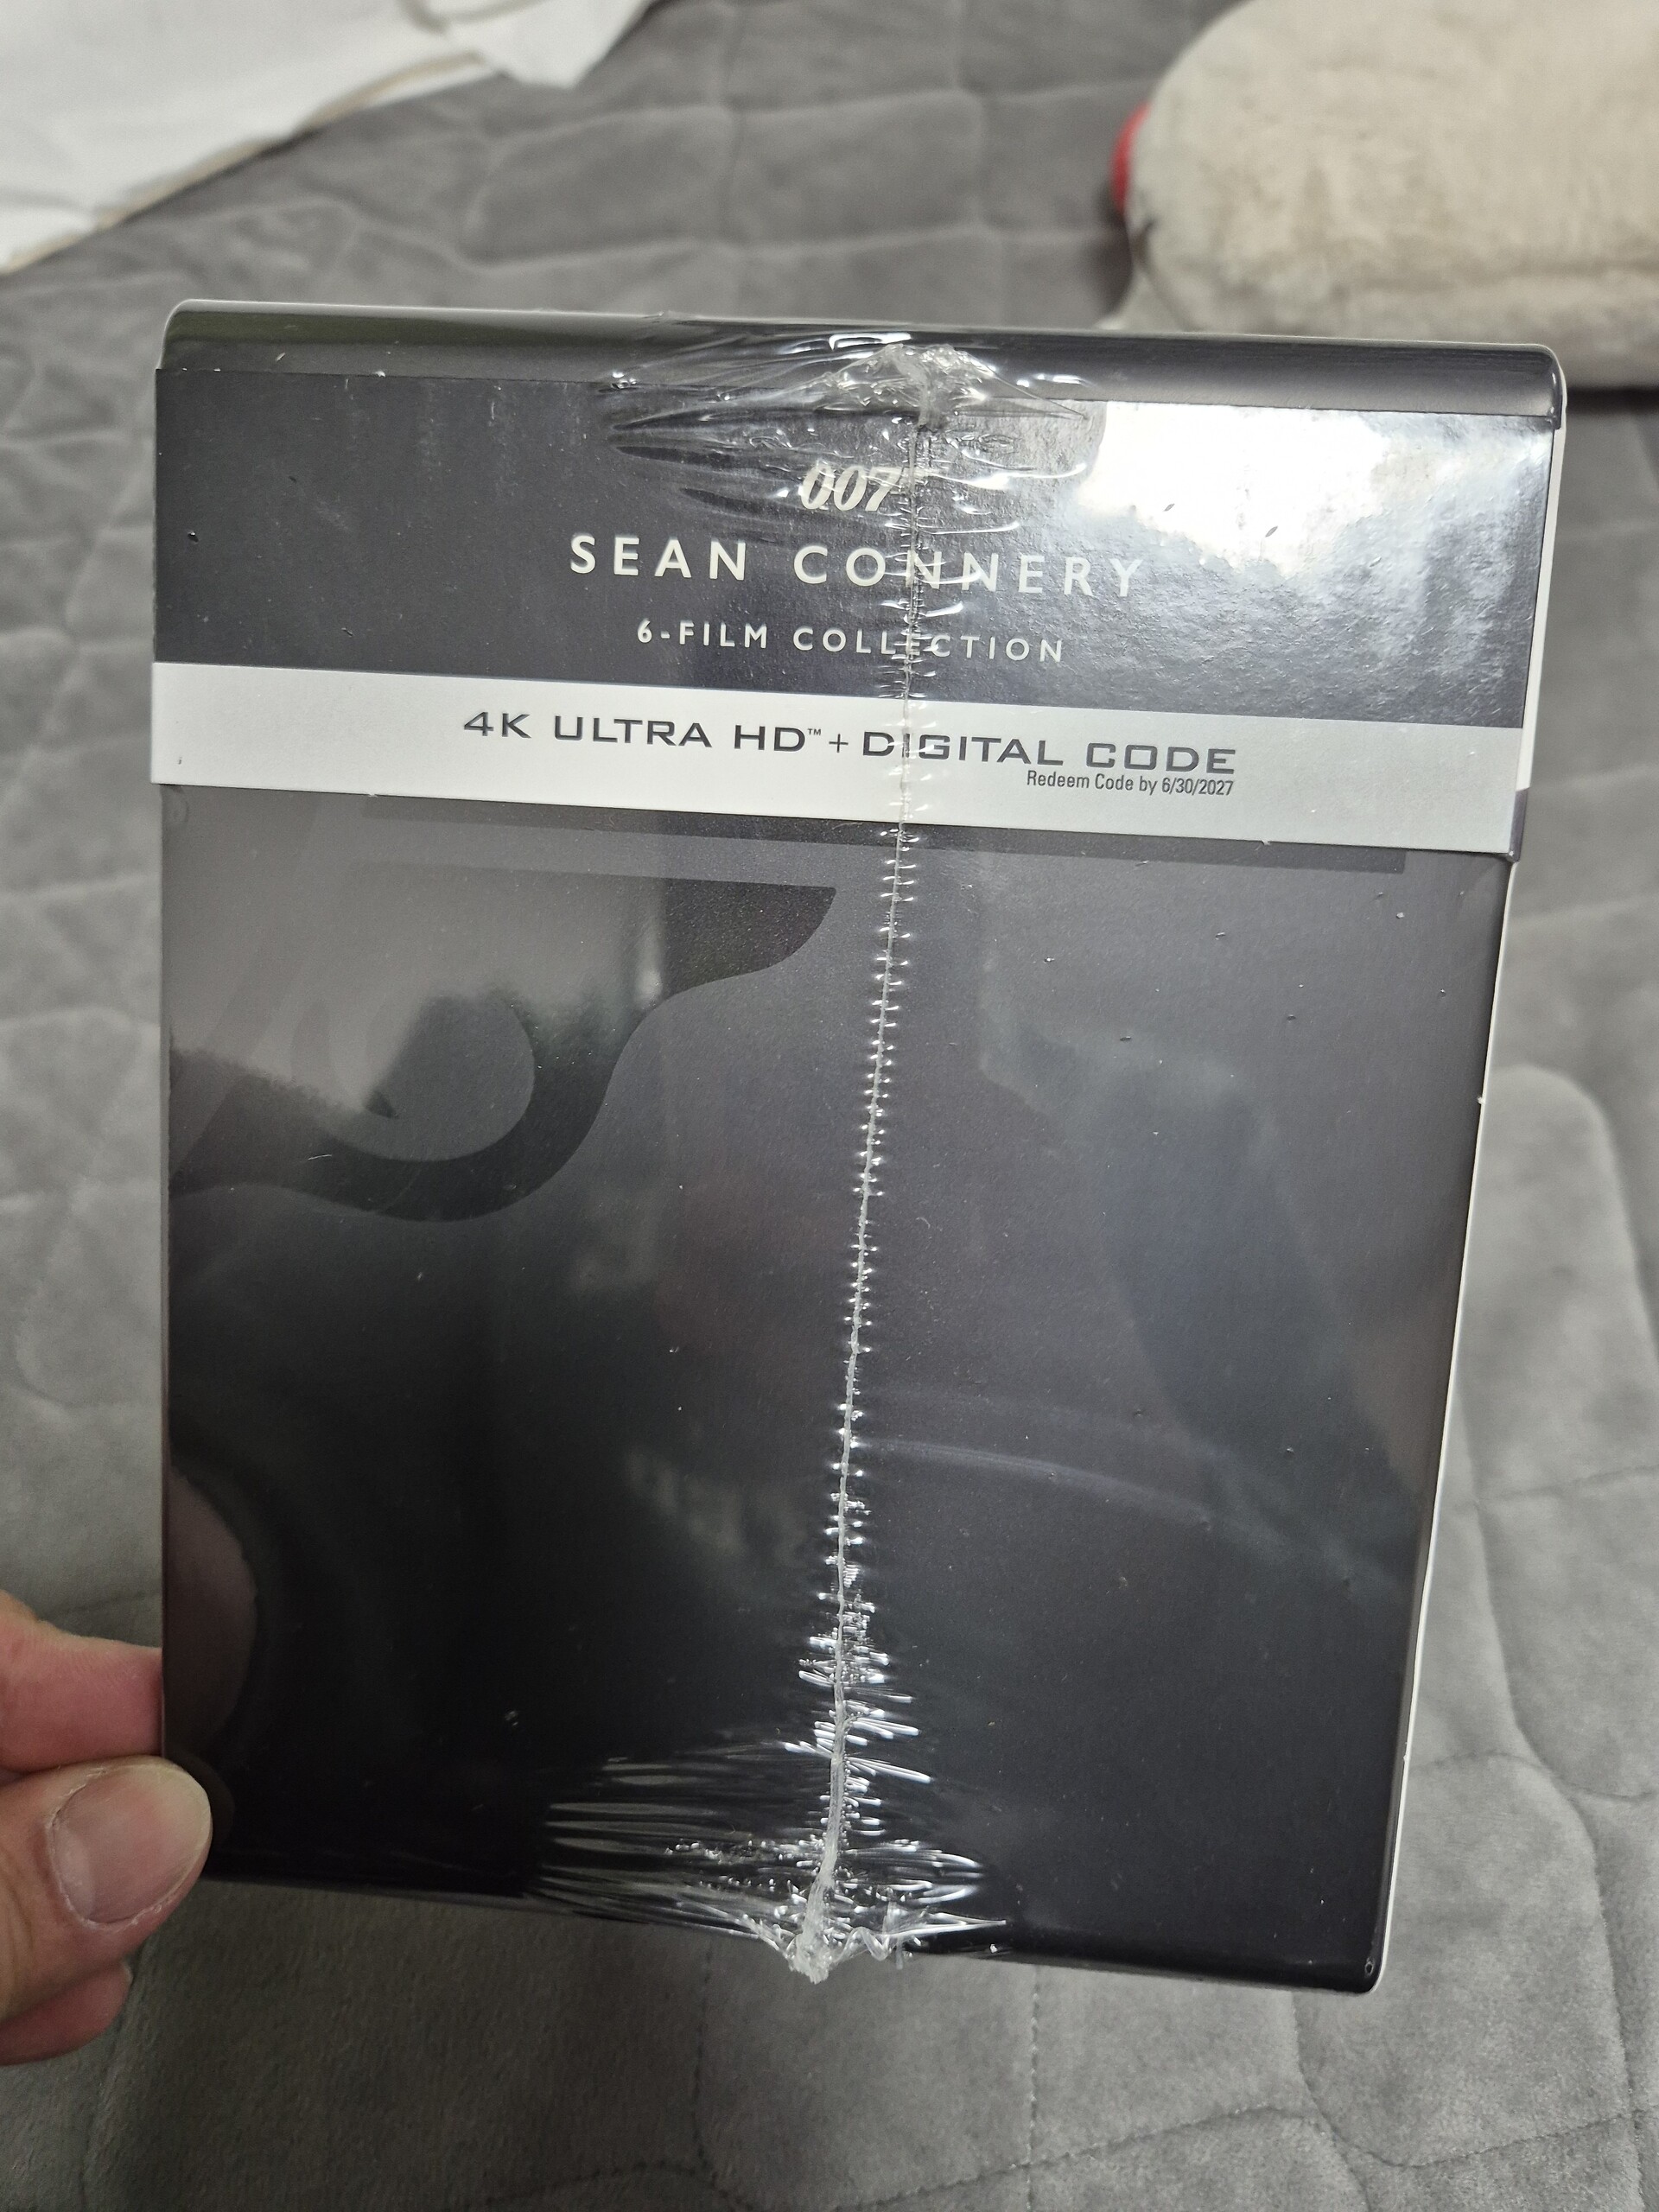 007
SEAN CONNERY
6-FILM COLLECTION
4K ULTRA HD™ + DIGITAL CODE
Redeem Code by 6/30/2027